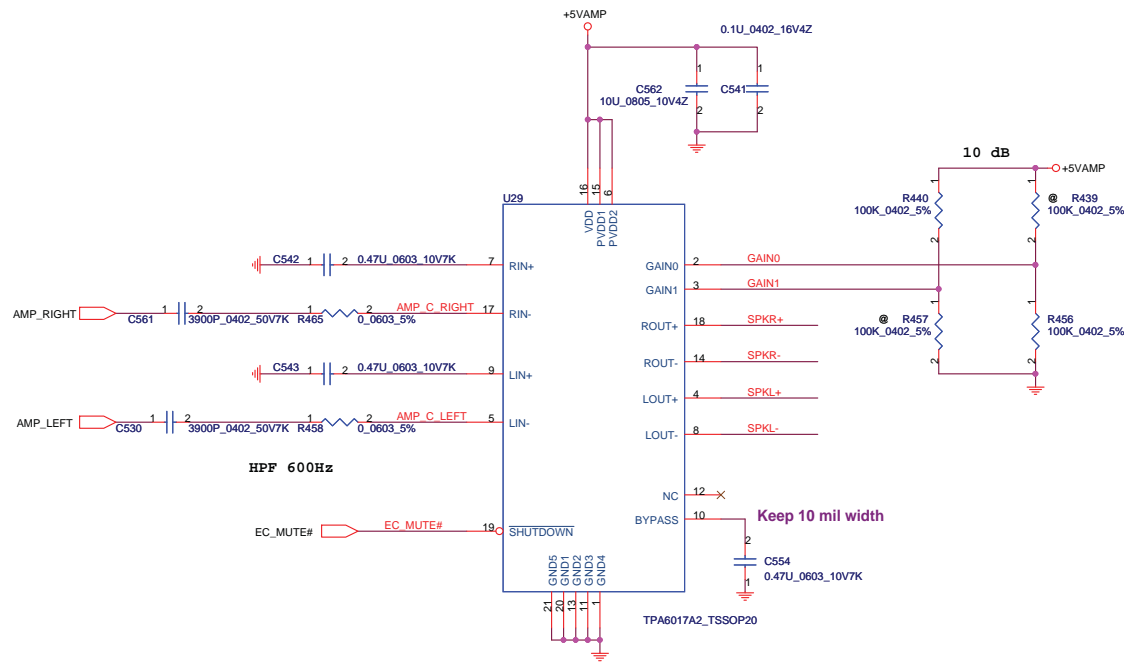 +5VAMP
0.1U_0402_16V4Z
1
1
C562
C541
10U_0805_10V4Z
2
2
10 dB
+5VAMP
1
1
R440
@ R439
100K_0402_5%
100K_0402_5%
2
2
16
15
6
U29
VDD
PVDD1
PVDD2
C542 1 2 0.47U_0603_10V7K 7 RIN+
GAIN0 2 GAIN0
GAIN1 3 GAIN1
AMP_RIGHT 1 2 1 2 AMP_C_RIGHT 17 RIN-
C561 3900P_0402_50V7K R465 0_0603_5%
ROUT+ 18 SPKR+
1
1
@ R457
R456
100K_0402_5%
100K_0402_5%
2
2
ROUT- 14 SPKR-
C543 1 2 0.47U_0603_10V7K 9 LIN+
LOUT+ 4 SPKL+
AMP_LEFT 1 2 1 2 AMP_C_LEFT 5 LIN-
C530 3900P_0402_50V7K R458 0_0603_5%
LOUT- 8 SPKL-
HPF 600Hz
NC 12
BYPASS 10
Keep 10 mil width
EC_MUTE# EC_MUTE# 19 SHUTDOWN
2
C554
0.47U_0603_10V7K
1
GND5
GND1
GND2
GND3
GND4
21
20
13
11
1
TPA6017A2_TSSOP20